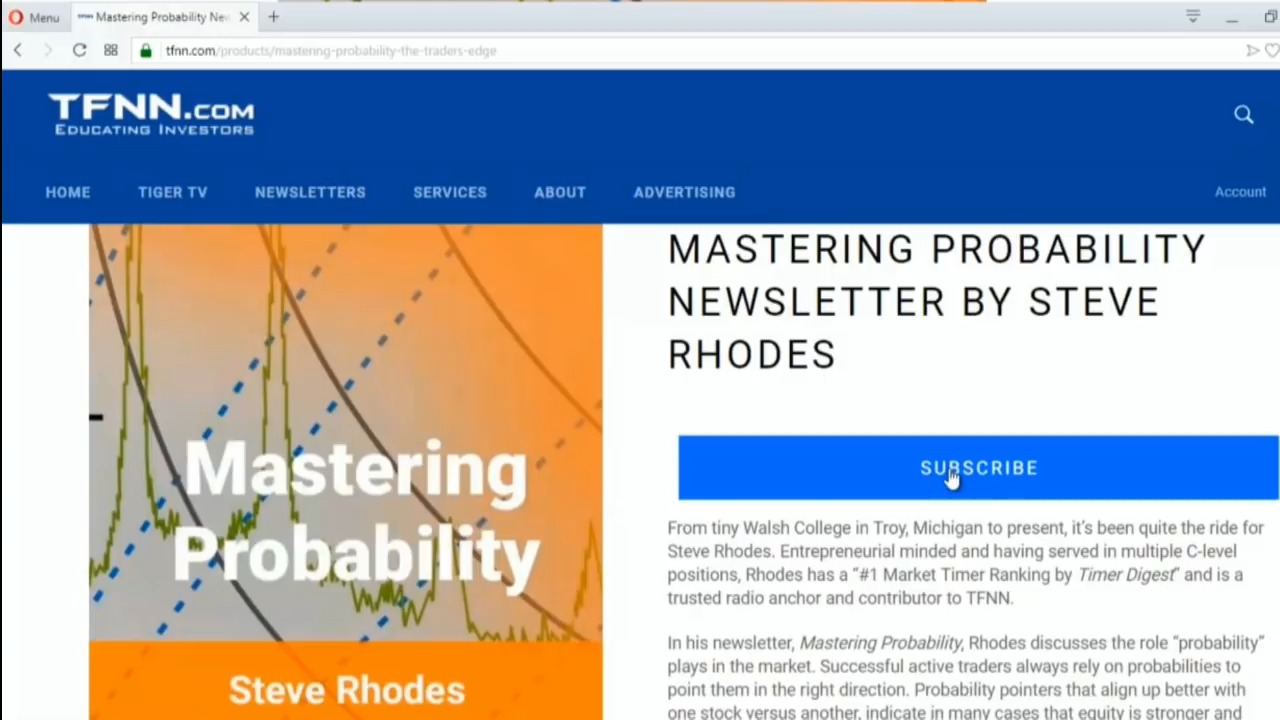 Menu
Mastering Probability Nev
tfnn.com/products/mastering-probability-the-traders-edge
TFNN.COM
EDUCATING INVESTORS
HOME
TIGER TV
NEWSLETTERS
SERVICES
ABOUT
ADVERTISING
Account
Mastering
Probability
Steve Rhodes
MASTERING PROBABILITY
NEWSLETTER BY STEVE
RHODES
SUBSCRIBE
From tiny Walsh College in Troy, Michigan to present, it's been quite the ride for
Steve Rhodes. Entrepreneurial minded and having served in multiple C-level
positions, Rhodes has a “#1 Market Timer Ranking by Timer Digest” and is a
trusted radio anchor and contributor to TFNN.
In his newsletter, Mastering Probability, Rhodes discusses the role “probability”
plays in the market. Successful active traders always rely on probabilities to
point them in the right direction. Probability pointers that align up better with
one stock versus another, indicate in many cases that equity is stronger and